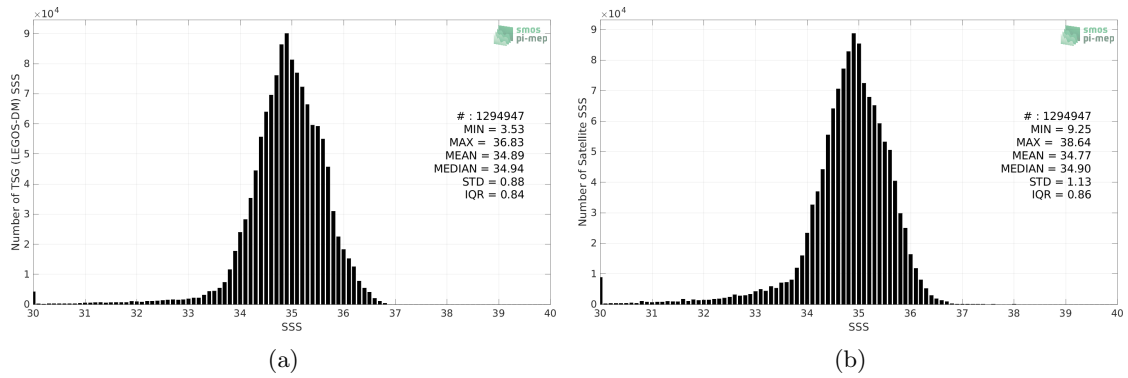 ×10⁴
9
8
7
6
5
4
3
2
1
0
30 31 32 33 34 35 36 37 38 39 40
SSS
Number of TSG (LEGOS-DM) SSS
smos
pi-mep
# : 1294947
MIN = 3.53
MAX = 36.83
MEAN = 34.89
MEDIAN = 34.94
STD = 0.88
IQR = 0.84
(a)
×10⁴
9
8
7
6
5
4
3
2
1
0
30 31 32 33 34 35 36 37 38 39 40
SSS
Number of Satellite SSS
smos
pi-mep
# : 1294947
MIN = 9.25
MAX = 38.64
MEAN = 34.77
MEDIAN = 34.90
STD = 1.13
IQR = 0.86
(b)